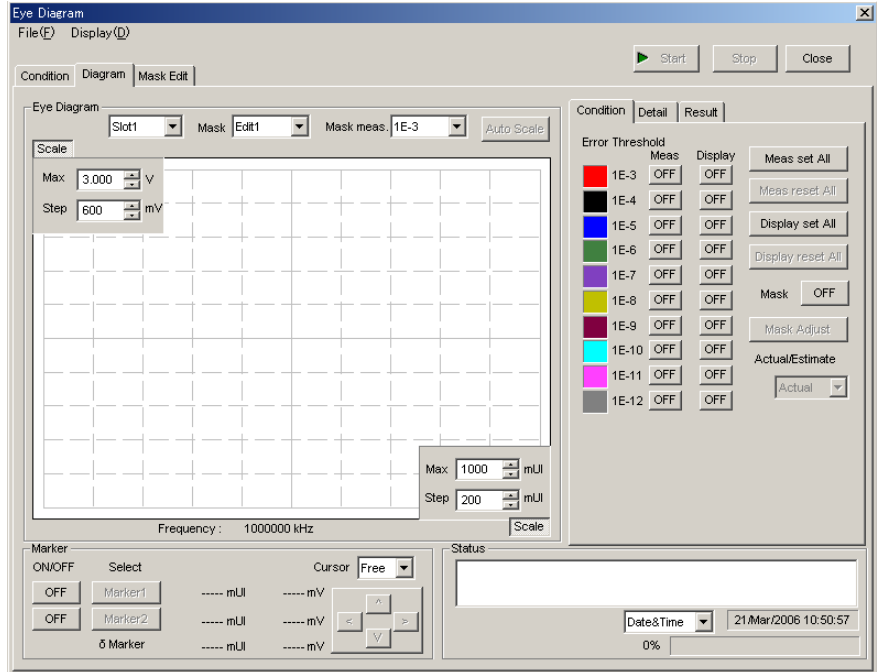 Eye Diagram
File(F) Display(D)
Start Stop Close
Condition Diagram Mask Edit
Eye Diagram
Slot1 Mask Edit1 Mask meas. 1E-3 Auto Scale
Scale
Max 3.000 V
Step 600 mV
Max 1000 mUI
Step 200 mUI
Frequency : 1000000 kHz Scale
Condition Detail Result
Error Threshold
Meas Display
1E-3 OFF OFF
1E-4 OFF OFF
1E-5 OFF OFF
1E-6 OFF OFF
1E-7 OFF OFF
1E-8 OFF OFF
1E-9 OFF OFF
1E-10 OFF OFF
1E-11 OFF OFF
1E-12 OFF OFF
Meas set All
Meas reset All
Display set All
Display reset All
Mask OFF
Mask Adjust
Actual/Estimate
Actual
Marker
ON/OFF Select Cursor Free
OFF Marker1 ----- mUI ----- mV
OFF Marker2 ----- mUI ----- mV
δ Marker ----- mUI ----- mV
^
< >
V
Status
Date&Time 21/Mar/2006 10:50:57
0%